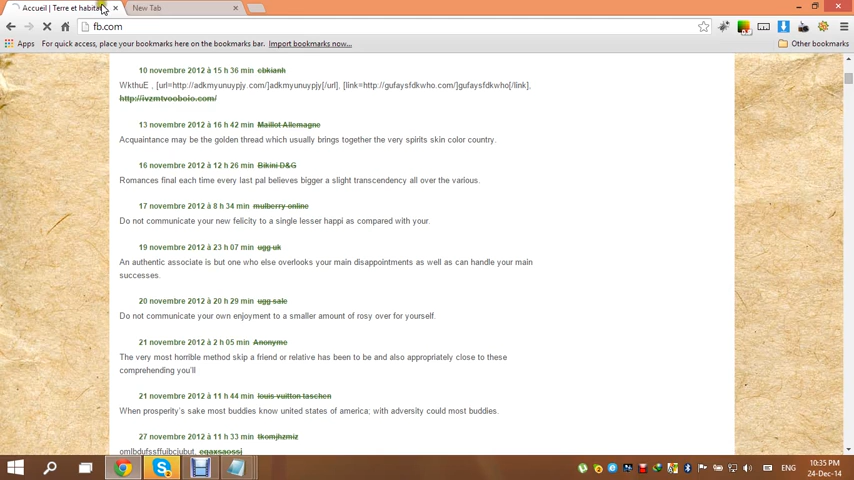 Accueil | Terre et habita
New Tab
fb.com
Apps For quick access, place your bookmarks here on the bookmarks bar. Import bookmarks now...
Other bookmarks
10 novembre 2012 à 15 h 36 min cbkianh
WkthuE , [url=http://adkmyunuypjy.com/]adkmyunuypjy[/url], [link=http://gufaysfdkwho.com/]gufaysfdkwho[/link],
http://ivzmtvooboio.com/
13 novembre 2012 à 16 h 42 min Maillot Allemagne
Acquaintance may be the golden thread which usually brings together the very spirits skin color country.
16 novembre 2012 à 12 h 26 min Bikini D&G
Romances final each time every last pal believes bigger a slight transcendency all over the various.
17 novembre 2012 à 8 h 34 min mulberry online
Do not communicate your new felicity to a single lesser happi as compared with your.
19 novembre 2012 à 23 h 07 min ugg uk
An authentic associate is but one who else overlooks your main disappointments as well as can handle your main
successes.
20 novembre 2012 à 20 h 29 min ugg sale
Do not communicate your own enjoyment to a smaller amount of rosy over for yourself.
21 novembre 2012 à 2 h 05 min Anonyme
The very most horrible method skip a friend or relative has been to be and also appropriately close to these
comprehending you'll
21 novembre 2012 à 11 h 44 min louis vuitton taschen
When prosperity's sake most buddies know united states of america; with adversity could most buddies.
27 novembre 2012 à 11 h 33 min tkomjhzmiz
omlbdufssffuibcjubut, egaxsaossj
ENG
10:35 PM
24-Dec-14